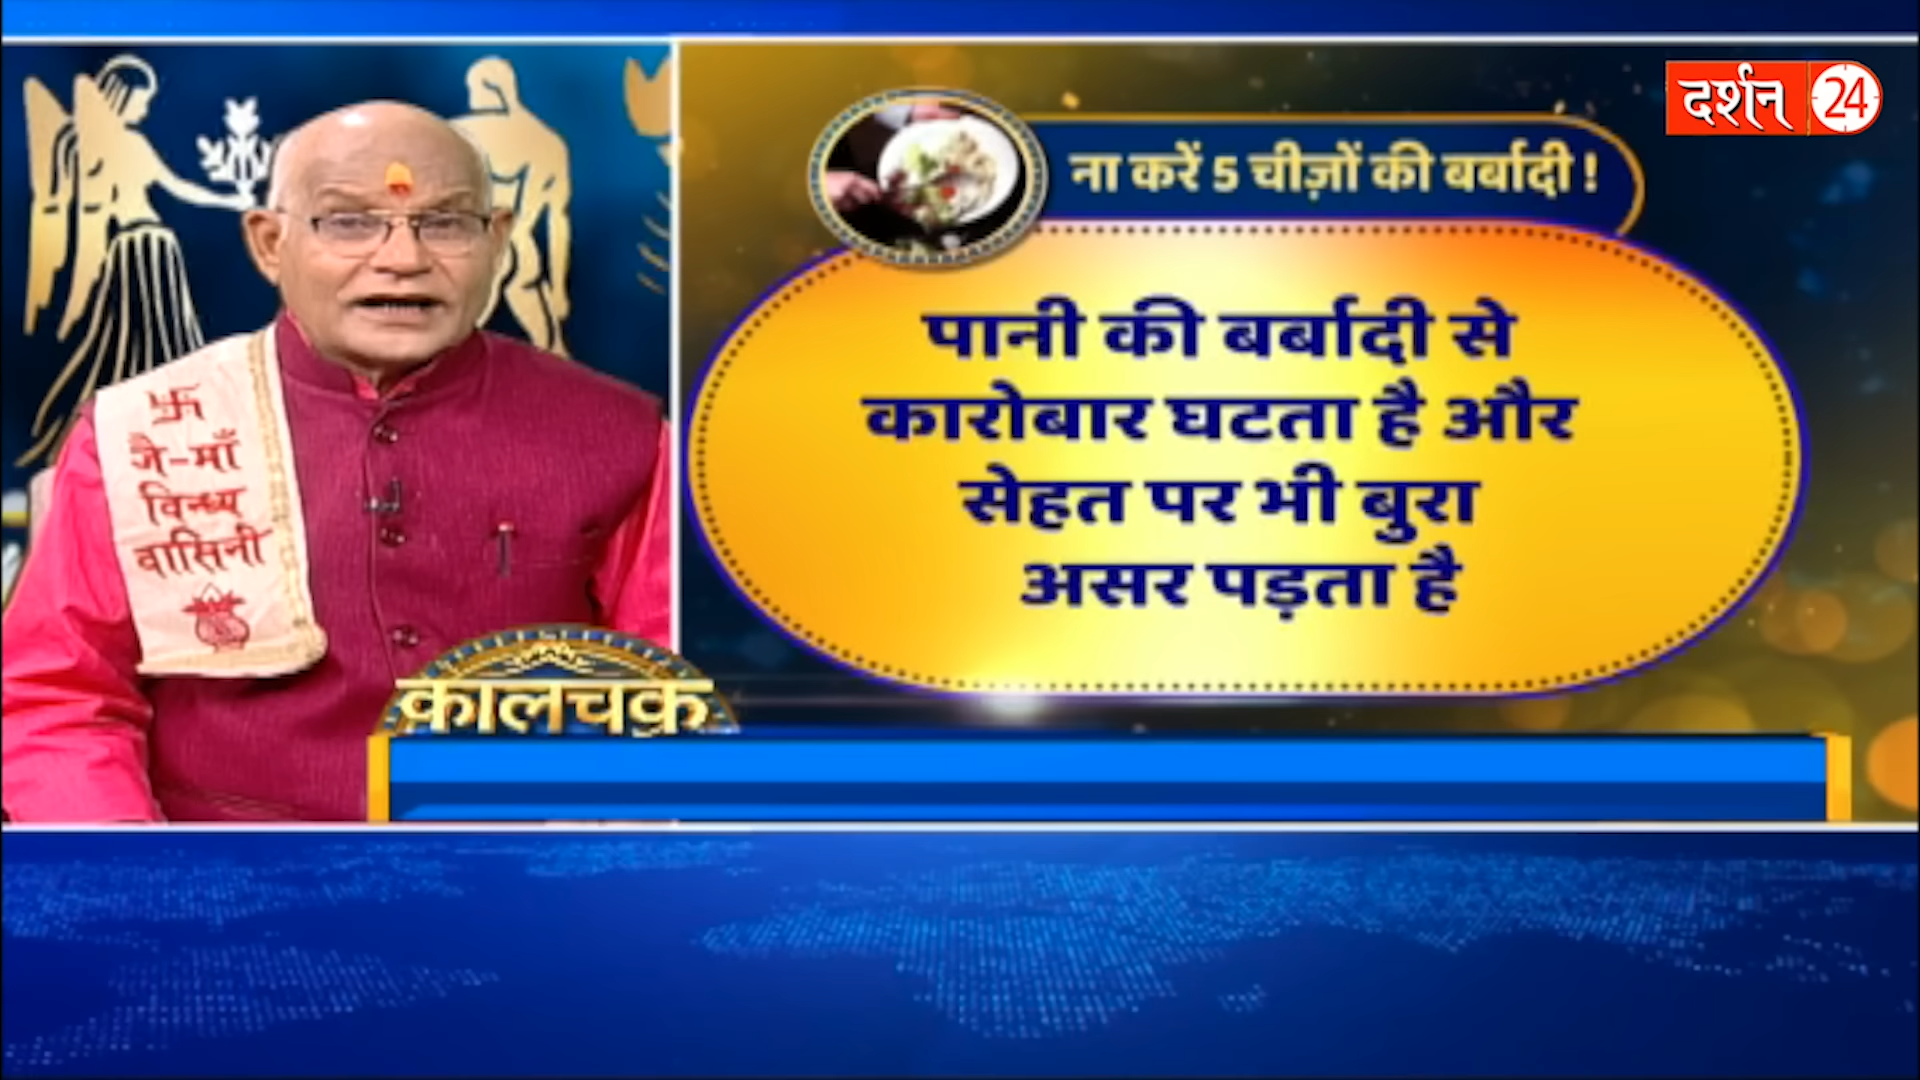 दर्शन 24
ना करें 5 चीज़ों की बर्बादी !
पानी की बर्बादी से
कारोबार घटता है और
सेहत पर भी बुरा
असर पड़ता है
जै-माँ
विन्ध्य
वासिनी
कालचक्र